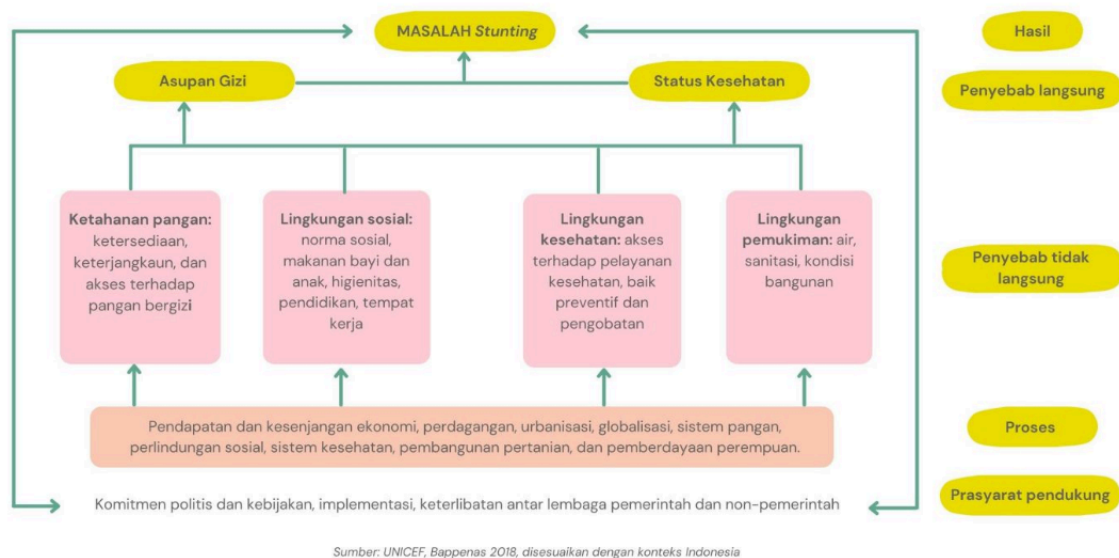 MASALAH Stunting
Hasil
Asupan Gizi
Status Kesehatan
Penyebab langsung
Ketahanan pangan:
ketersediaan,
keterjangkaun, dan
akses terhadap
pangan bergizi
Lingkungan sosial:
norma sosial,
makanan bayi dan
anak, higienitas,
pendidikan, tempat
kerja
Lingkungan
kesehatan: akses
terhadap pelayanan
kesehatan, baik
preventif dan
pengobatan
Lingkungan
pemukiman: air,
sanitasi, kondisi
bangunan
Penyebab tidak
langsung
Pendapatan dan kesenjangan ekonomi, perdagangan, urbanisasi, globalisasi, sistem pangan,
perlindungan sosial, sistem kesehatan, pembangunan pertanian, dan pemberdayaan perempuan.
Proses
Komitmen politis dan kebijakan, implementasi, keterlibatan antar lembaga pemerintah dan non-pemerintah
Prasyarat pendukung
Sumber: UNICEF, Bappenas 2018, disesuaikan dengan konteks Indonesia